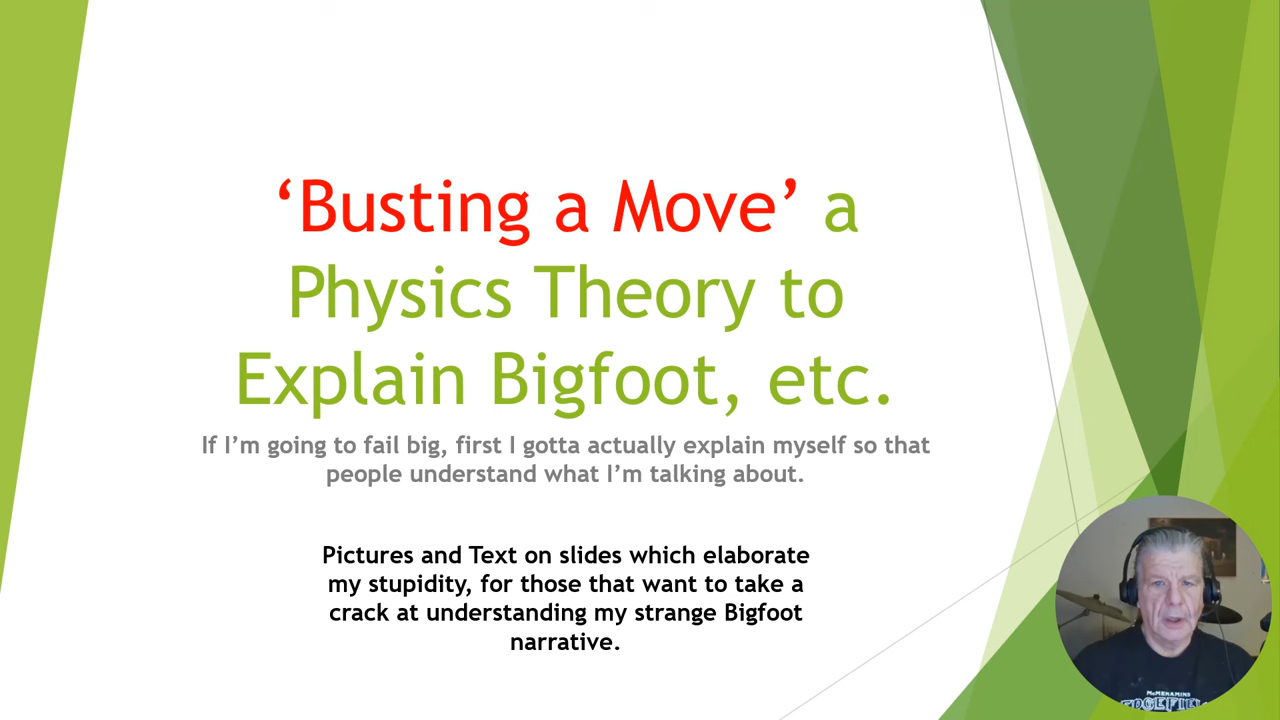 ‘Busting a Move’ a
Physics Theory to
Explain Bigfoot, etc.
If I’m going to fail big, first I gotta actually explain myself so that
people understand what I’m talking about.
Pictures and Text on slides which elaborate
my stupidity, for those that want to take a
crack at understanding my strange Bigfoot
narrative.
McMENAMINS